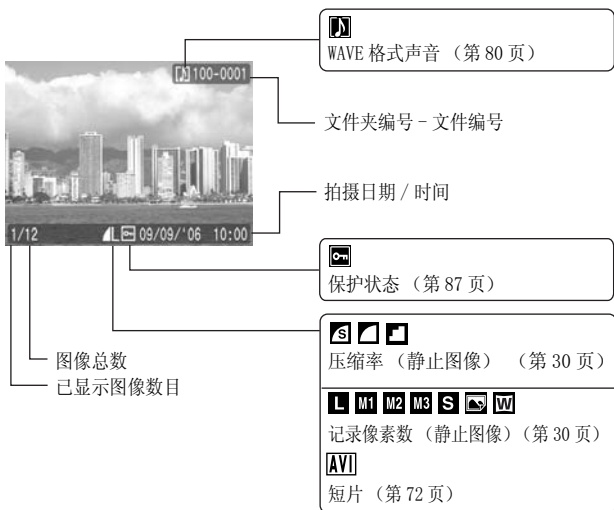 WAVE 格式声音 （第 80 页）
100-0001
文件夹编号 - 文件编号
拍摄日期 / 时间
1/12 L 09/09/'06 10:00
保护状态 （第 87 页）
S
压缩率 （静止图像） （第 30 页）
图像总数
已显示图像数目
L M1 M2 M3 S W
记录像素数 （静止图像）（第 30 页）
AVI
短片 （第 72 页）